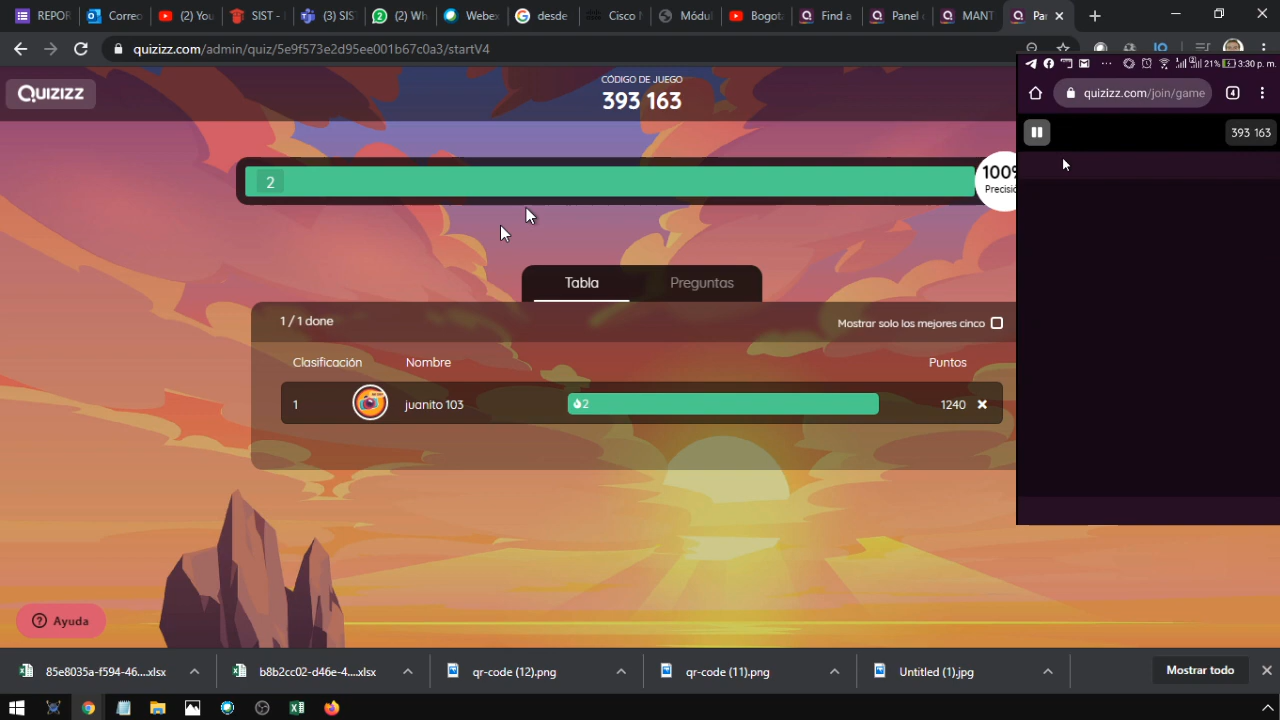 REPOR
Correo
(2) You
SIST -
(3) SIS
(2) Wh
Webex
desde
Cisco N
Módul
Bogota
Find a
Panel
MANT
Pa
quizizz.com/admin/quiz/5e9f573e2d95ee001b67c0a3/startV4
21% 3:30 p. m.
quizizz.com/join/game
4
393 163
QUIZIZZ
CÓDIGO DE JUEGO
393 163
2
100%
Precisió
Tabla
Preguntas
1 / 1 done
Mostrar solo los mejores cinco
Clasificación Nombre Puntos
1 juanito 103 2 1240
Ayuda
85e8035a-f594-46....xlsx
b8b2cc02-d46e-4....xlsx
qr-code (12).png
qr-code (11).png
Untitled (1).jpg
Mostrar todo